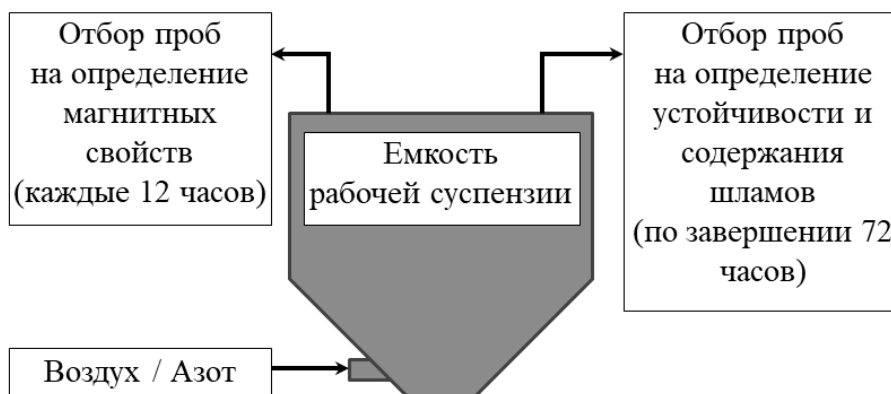 Отбор проб
на определение
магнитных
свойств
(каждые 12 часов)
Емкость
рабочей суспензии
Отбор проб
на определение
устойчивости и
содержания
шламов
(по завершении 72
часов)
Воздух / Азот